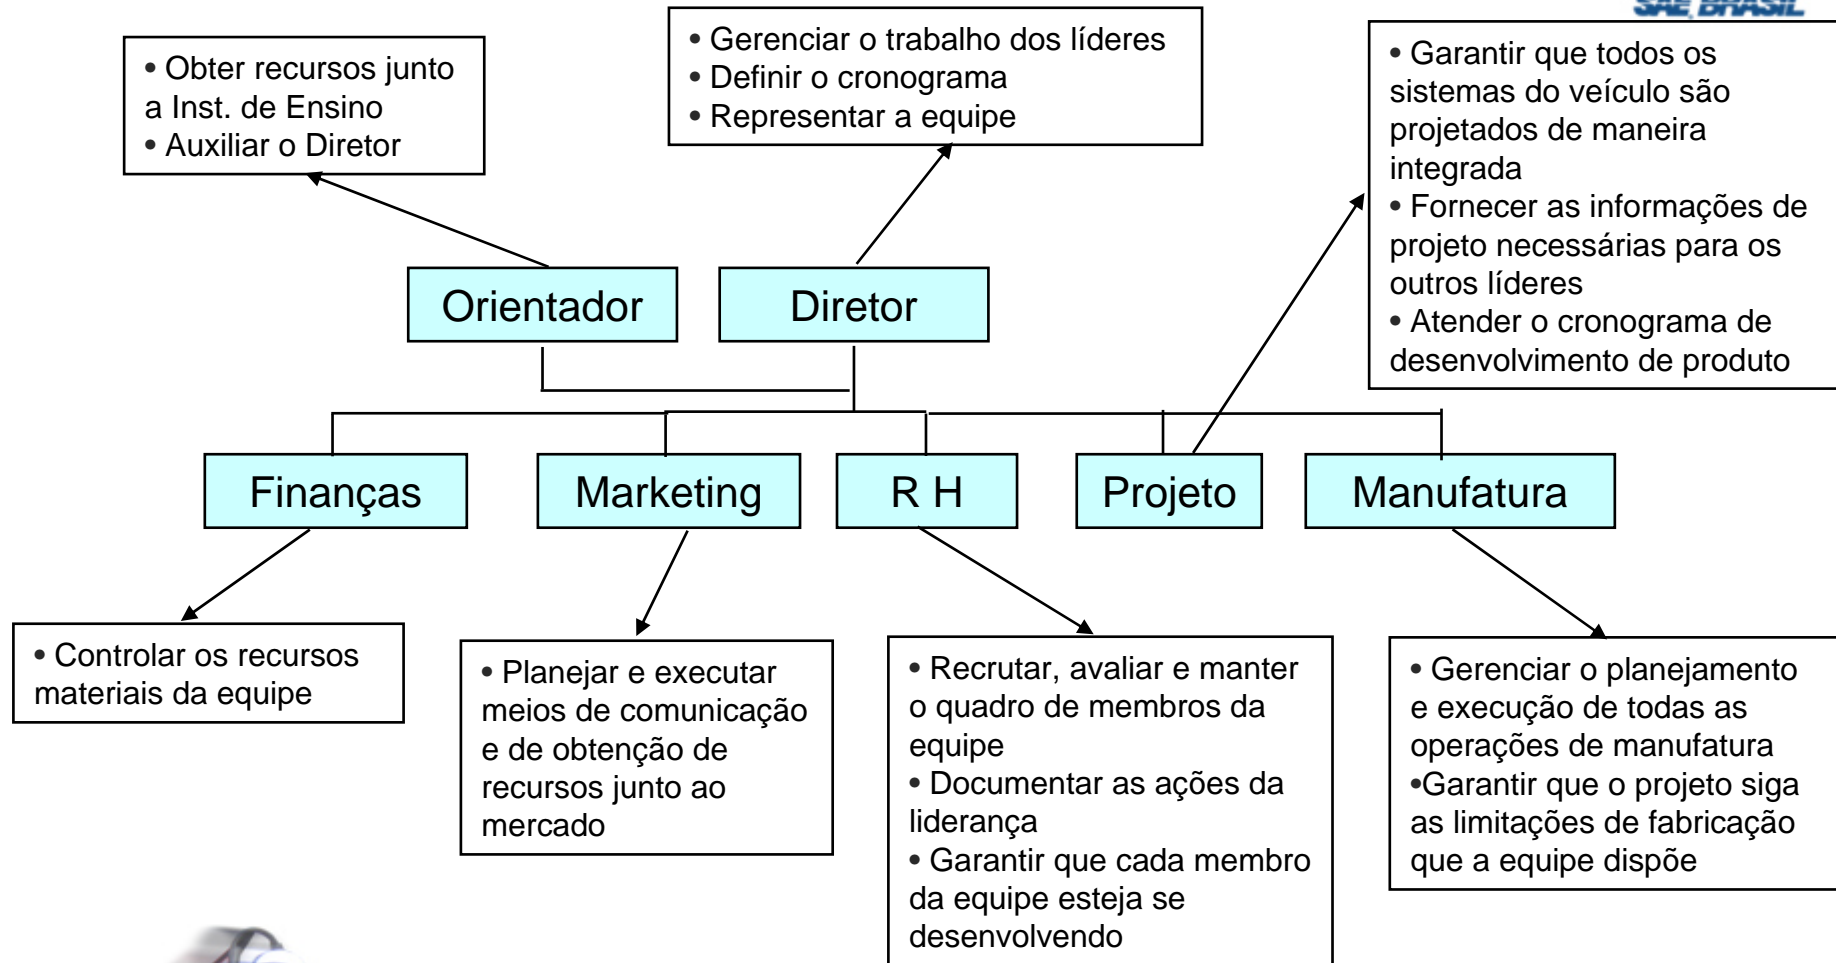 SAE BRASIL
• Obter recursos junto
a Inst. de Ensino
• Auxiliar o Diretor
• Gerenciar o trabalho dos líderes
• Definir o cronograma
• Representar a equipe
• Garantir que todos os
sistemas do veículo são
projetados de maneira
integrada
• Fornecer as informações de
projeto necessárias para os
outros líderes
• Atender o cronograma de
desenvolvimento de produto
Orientador
Diretor
Finanças
Marketing
R H
Projeto
Manufatura
• Controlar os recursos
materiais da equipe
• Planejar e executar
meios de comunicação
e de obtenção de
recursos junto ao
mercado
• Recrutar, avaliar e manter
o quadro de membros da
equipe
• Documentar as ações da
liderança
• Garantir que cada membro
da equipe esteja se
desenvolvendo
• Gerenciar o planejamento
e execução de todas as
operações de manufatura
•Garantir que o projeto siga
as limitações de fabricação
que a equipe dispõe